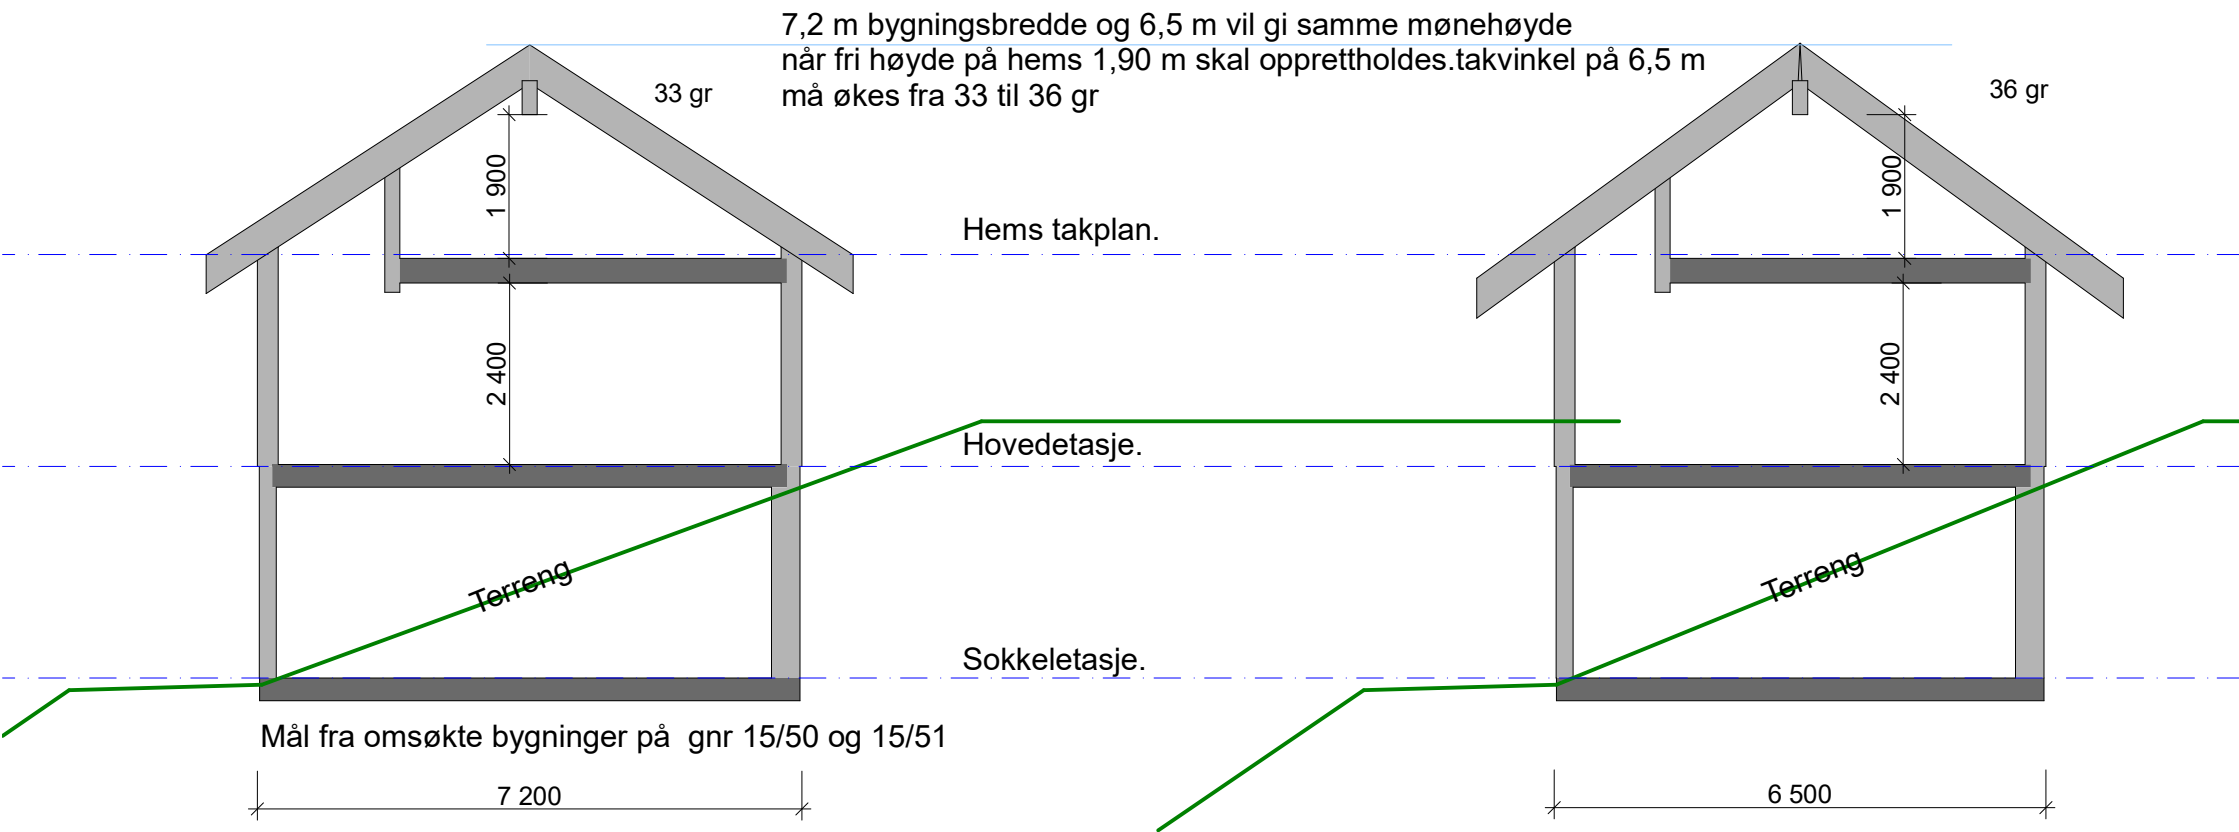 7,2 m bygningsbredde og 6,5 m vil gi samme mønehøyde
når fri høyde på hems 1,90 m skal opprettholdes.takvinkel på 6,5 m
må økes fra 33 til 36 gr
33 gr
36 gr
1 900
1 900
Hems takplan.
2 400
2 400
Hovedetasje.
Terreng
Terreng
Sokkeletasje.
Mål fra omsøkte bygninger på  gnr 15/50 og 15/51
7 200
6 500